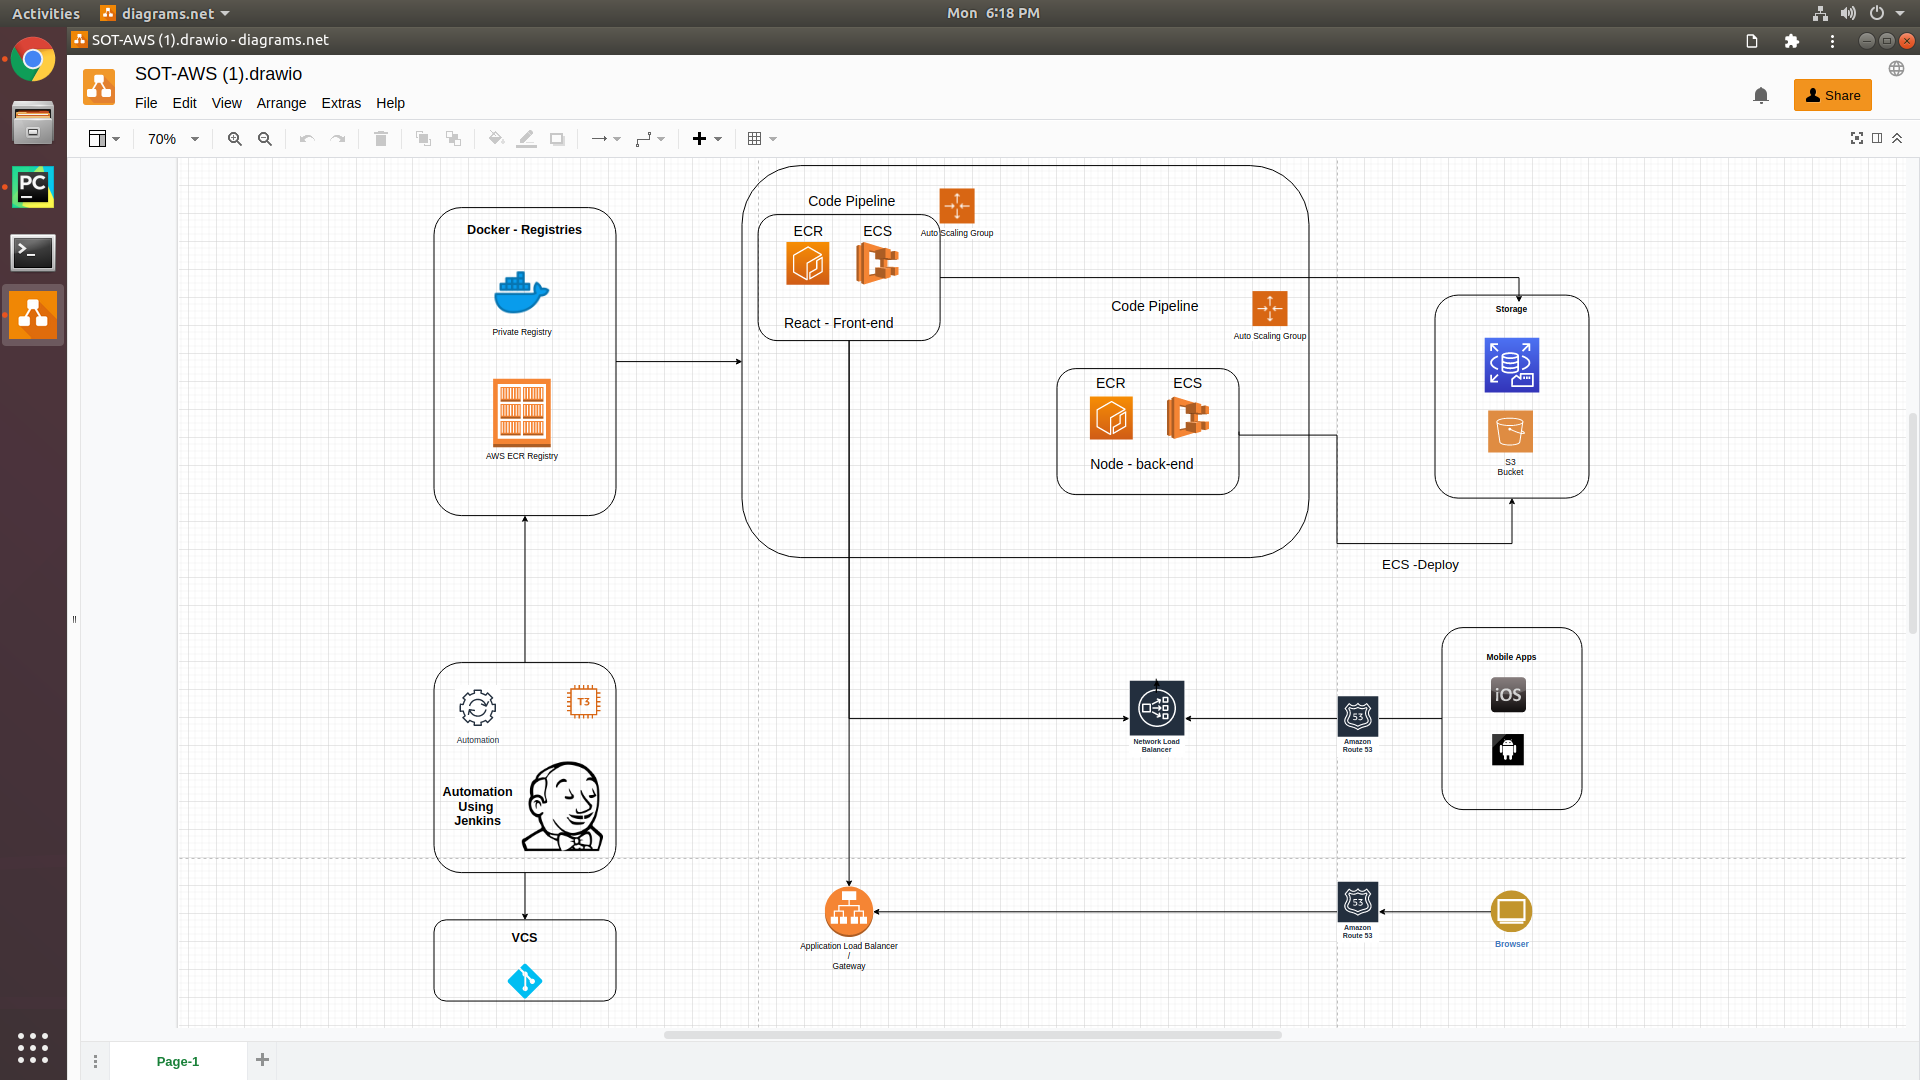 Activities
diagrams.net
Mon 6:18 PM
SOT-AWS (1).drawio - diagrams.net
SOT-AWS (1).drawio
File Edit View Arrange Extras Help
Share
70%
Code Pipeline
Docker - Registries
ECR ECS
Auto Scaling Group
React - Front-end
Private Registry
AWS ECR Registry
Code Pipeline
Auto Scaling Group
ECR ECS
Node - back-end
Storage
S3
Bucket
ECS -Deploy
Mobile Apps
iOS
T3
Automation
Automation
Using
Jenkins
Network Load
Balancer
53
Amazon
Route 53
VCS
Application Load Balancer
/
Gateway
53
Amazon
Route 53
Browser
PC
>_
Page-1